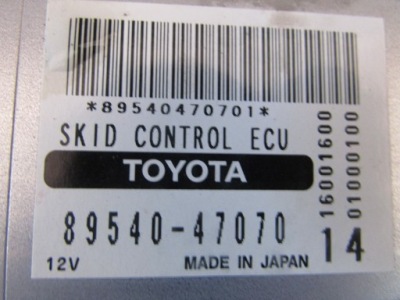 *89540470701*
SKID CONTROL ECU
TOYOTA
89540-47070
12V MADE IN JAPAN
14
16001600
01000100